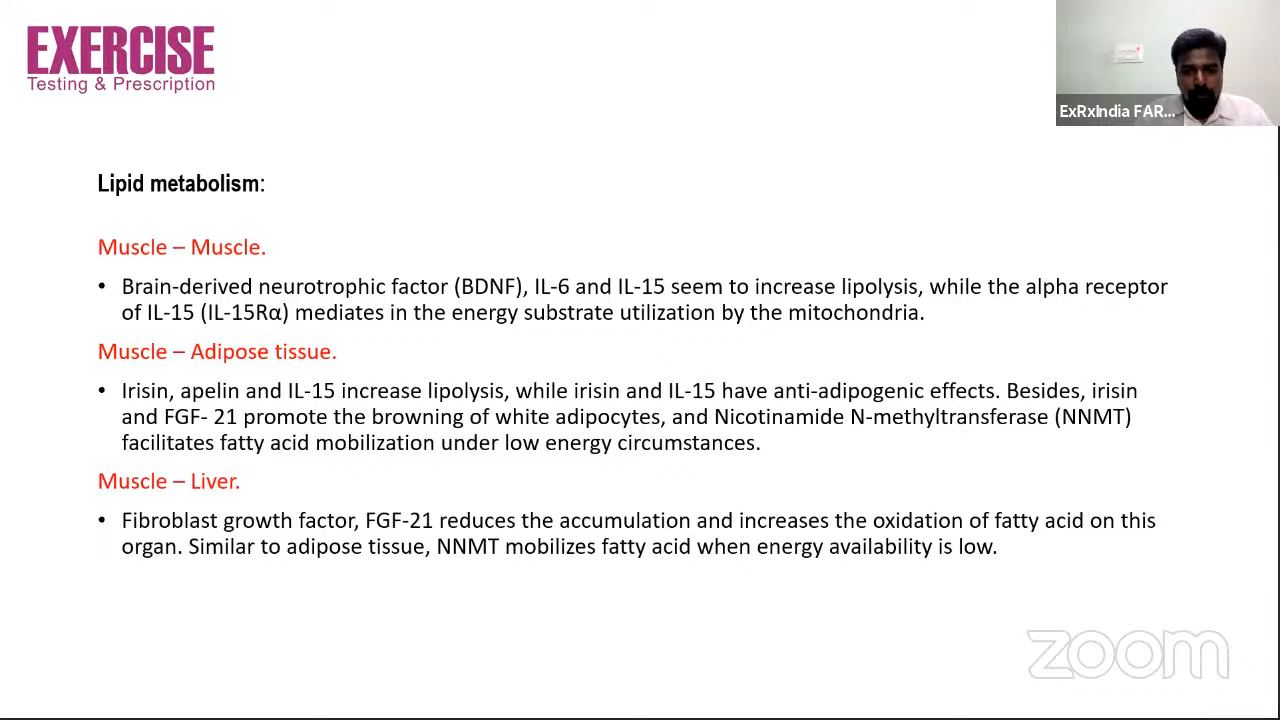 EXERCISE
Testing & Prescription
ExRxIndia FAR...
Lipid metabolism:
Muscle – Muscle.
• Brain-derived neurotrophic factor (BDNF), IL-6 and IL-15 seem to increase lipolysis, while the alpha receptor
of IL-15 (IL-15Rα) mediates in the energy substrate utilization by the mitochondria.
Muscle – Adipose tissue.
• Irisin, apelin and IL-15 increase lipolysis, while irisin and IL-15 have anti-adipogenic effects. Besides, irisin
and FGF- 21 promote the browning of white adipocytes, and Nicotinamide N-methyltransferase (NNMT)
facilitates fatty acid mobilization under low energy circumstances.
Muscle – Liver.
• Fibroblast growth factor, FGF-21 reduces the accumulation and increases the oxidation of fatty acid on this
organ. Similar to adipose tissue, NNMT mobilizes fatty acid when energy availability is low.
zoom